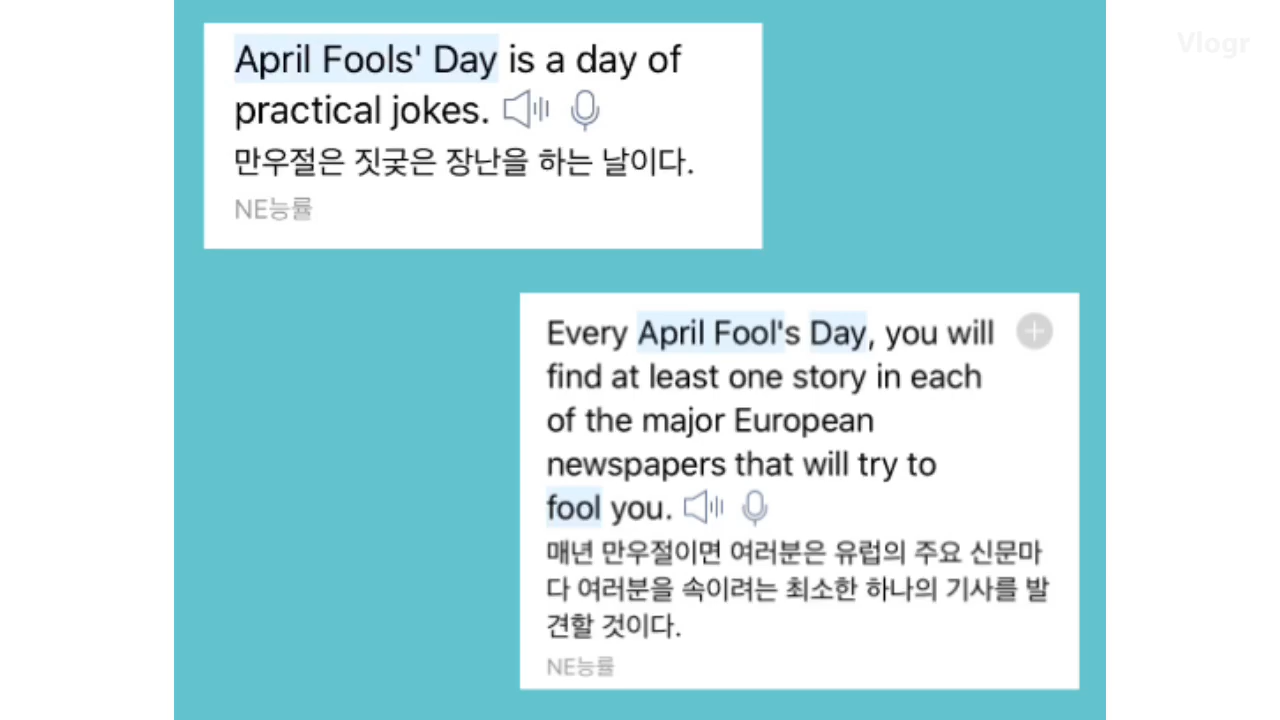 Vlogr
April Fools' Day is a day of
practical jokes.
만우절은 짓궂은 장난을 하는 날이다.
NE능률
Every April Fool's Day, you will
find at least one story in each
of the major European
newspapers that will try to
fool you.
매년 만우절이면 여러분은 유럽의 주요 신문마
다 여러분을 속이려는 최소한 하나의 기사를 발
견할 것이다.
NE능률